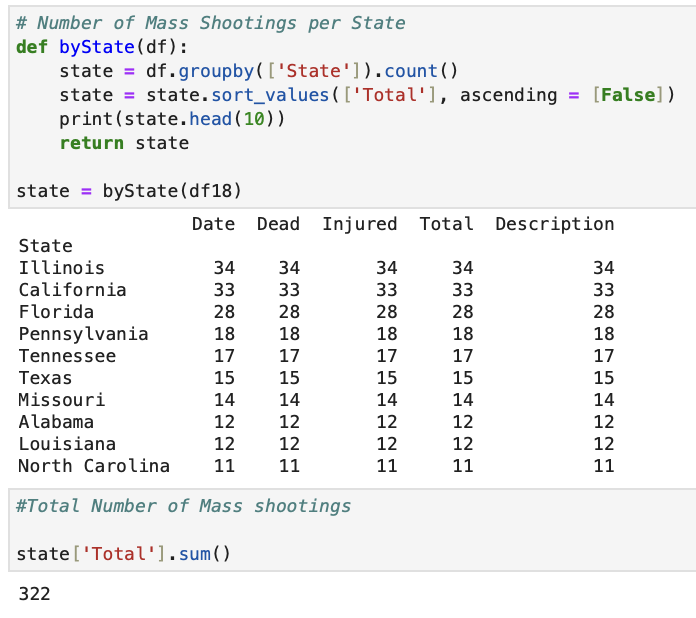 # Number of Mass Shootings per State
def byState(df):
    state = df.groupby(['State']).count()
    state = state.sort_values(['Total'], ascending = [False])
    print(state.head(10))
    return state

state = byState(df18)
                Date  Dead  Injured  Total  Description
State
Illinois          34    34       34     34           34
California        33    33       33     33           33
Florida           28    28       28     28           28
Pennsylvania      18    18       18     18           18
Tennessee         17    17       17     17           17
Texas             15    15       15     15           15
Missouri          14    14       14     14           14
Alabama           12    12       12     12           12
Louisiana         12    12       12     12           12
North Carolina    11    11       11     11           11
#Total Number of Mass shootings

state['Total'].sum()
322